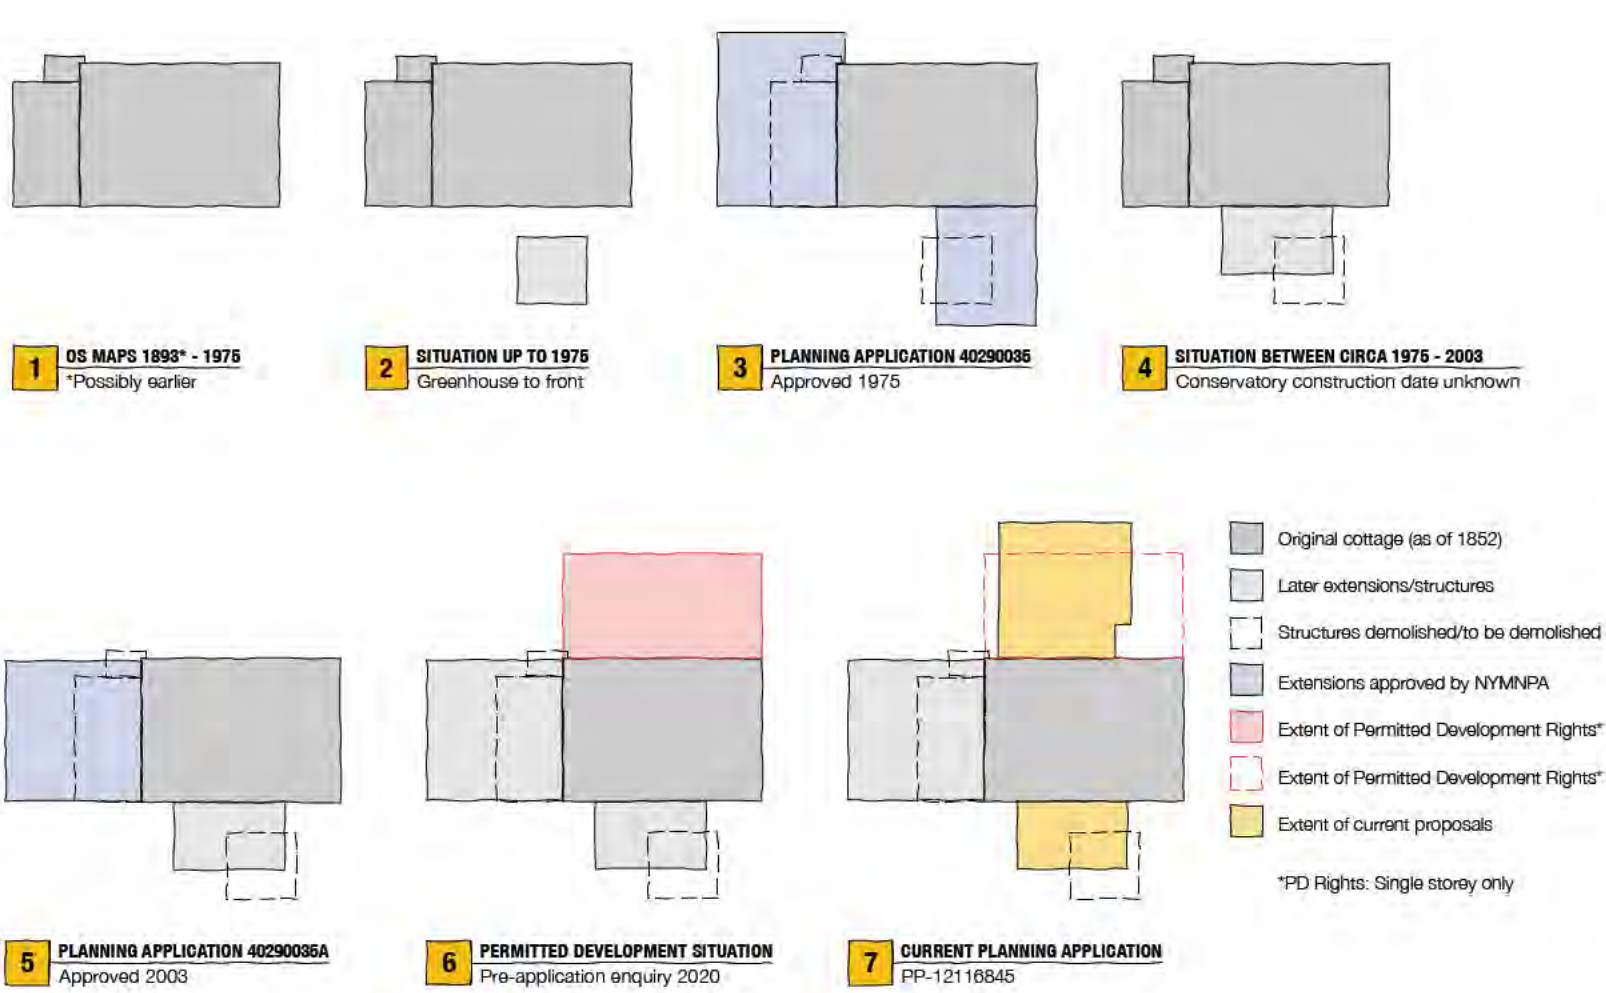 1
OS MAPS 1893* - 1975
*Possibly earlier
2
SITUATION UP TO 1975
Greenhouse to front
3
PLANNING APPLICATION 40290035
Approved 1975
4
SITUATION BETWEEN CIRCA 1975 - 2003
Conservatory construction date unknown
Original cottage (as of 1852)
Later extensions/structures
Structures demolished/to be demolished
Extensions approved by NYMNPA
Extent of Permitted Development Rights*
Extent of Permitted Development Rights*
Extent of current proposals
*PD Rights: Single storey only
5
PLANNING APPLICATION 40290035A
Approved 2003
6
PERMITTED DEVELOPMENT SITUATION
Pre-application enquiry 2020
7
CURRENT PLANNING APPLICATION
PP-12116845